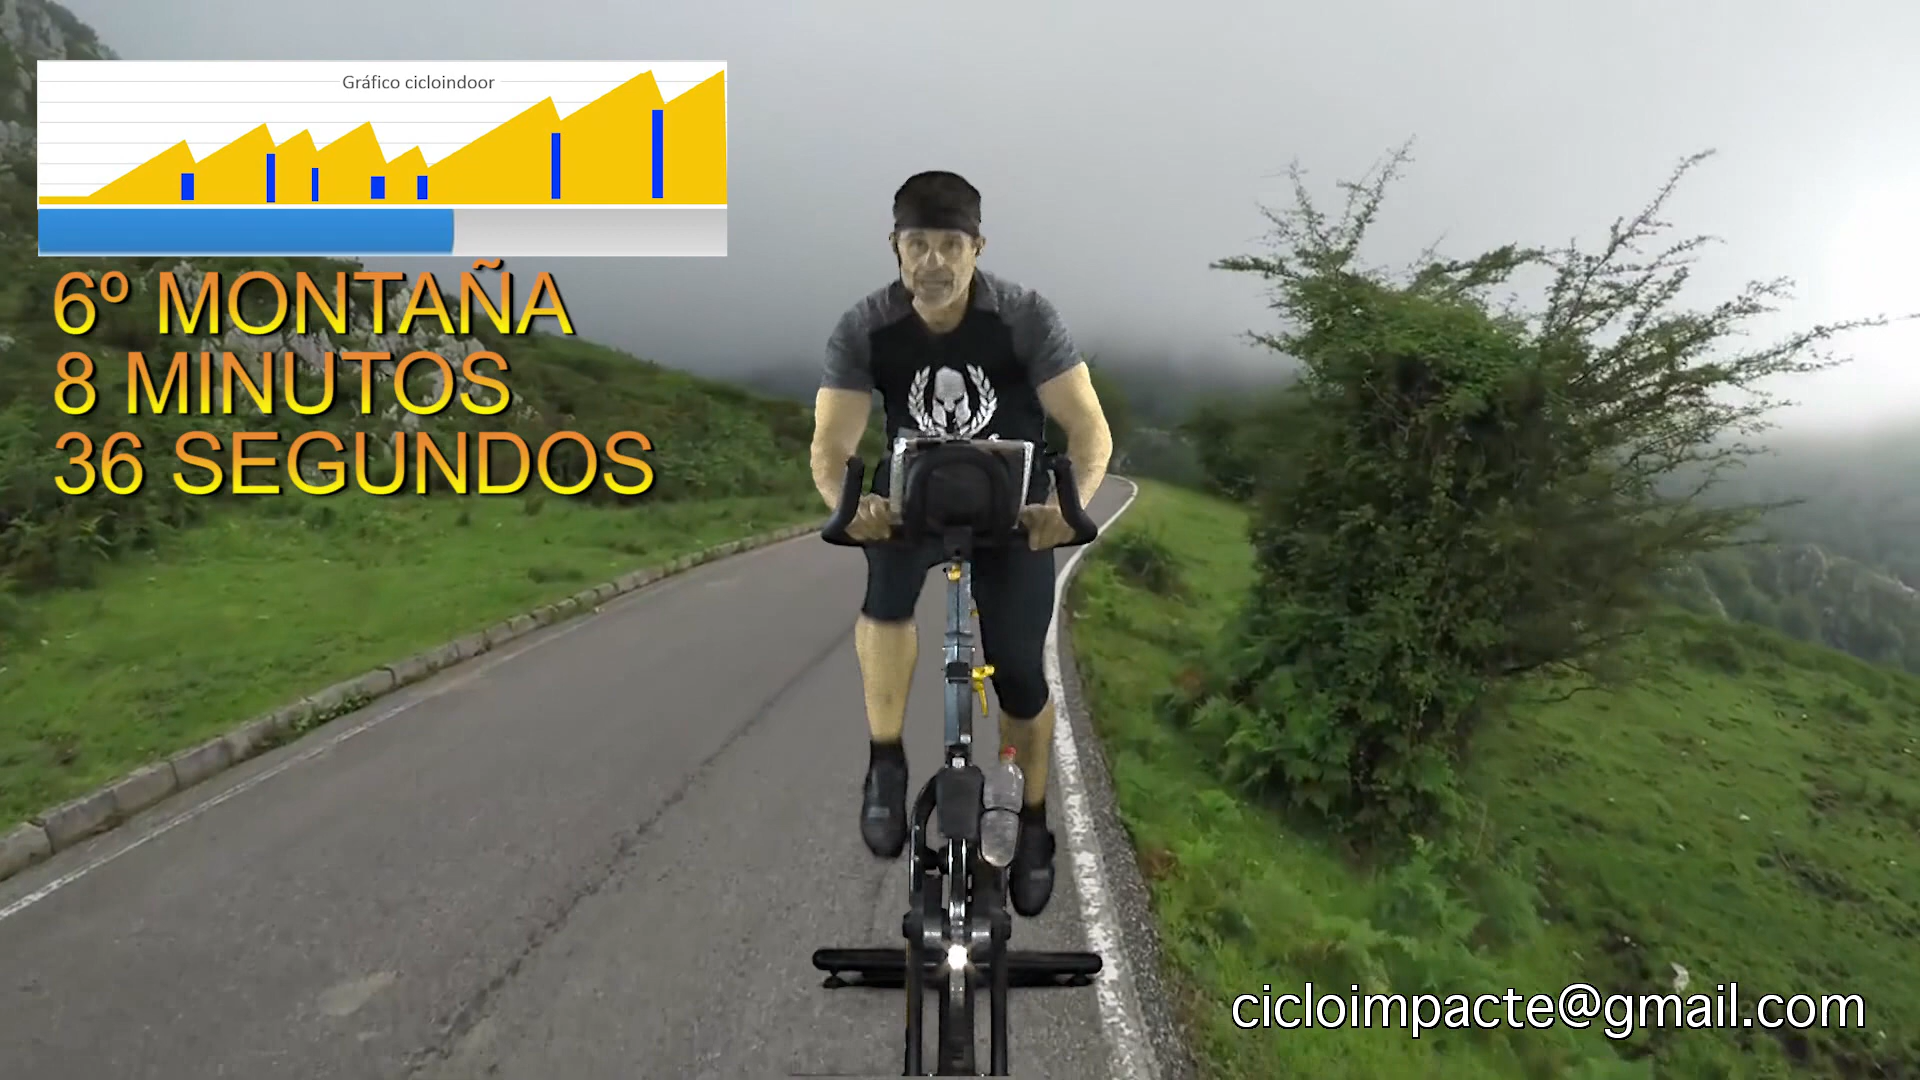 Gráfico cicloindoor
6º MONTAÑA
8 MINUTOS
36 SEGUNDOS
cicloimpacte@gmail.com